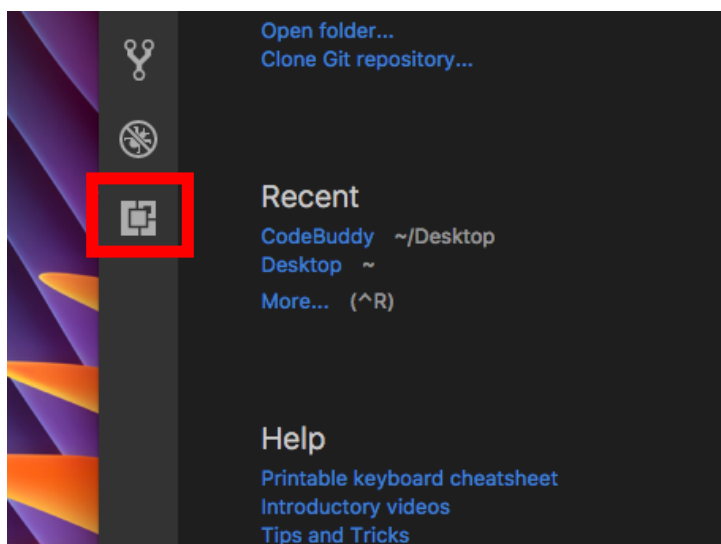 Open folder...
Clone Git repository...
Recent
CodeBuddy ~/Desktop
Desktop ~
More... (^R)
Help
Printable keyboard cheatsheet
Introductory videos
Tips and Tricks